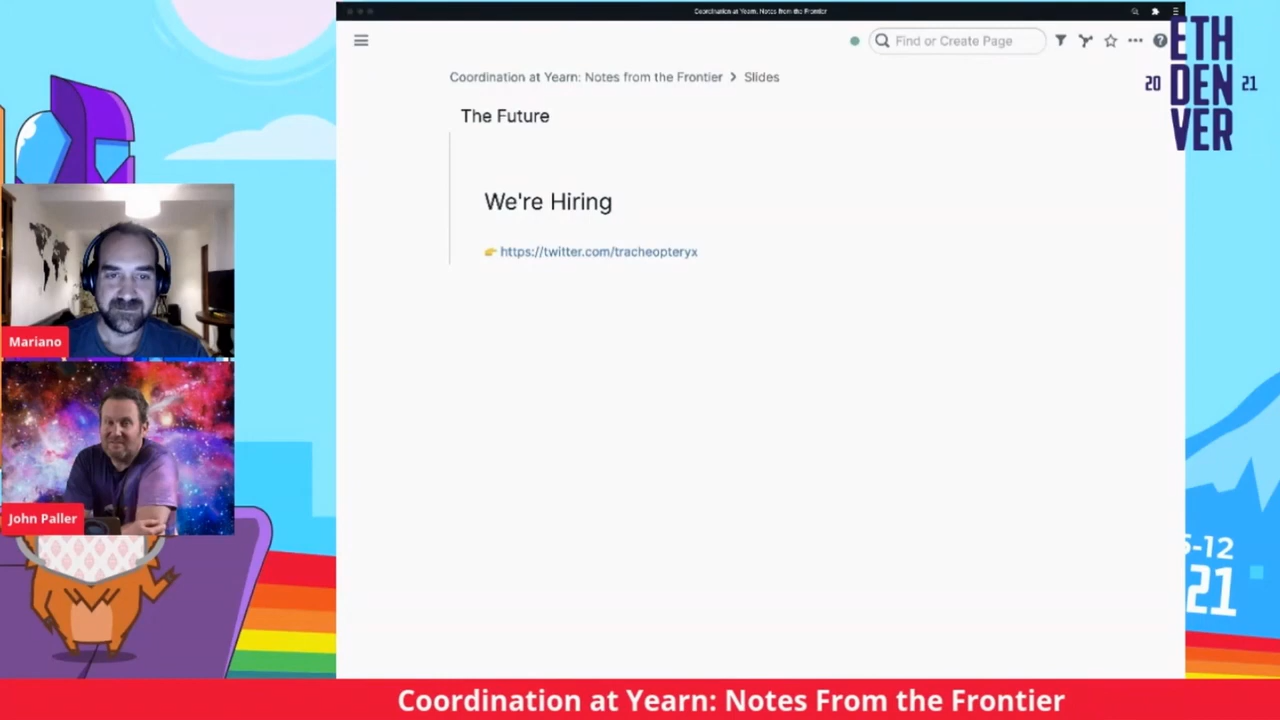 Coordination at Yearn: Notes from the Frontier
Find or Create Page
ETH
20 DEN 21
VER
Coordination at Yearn: Notes from the Frontier > Slides
The Future
We're Hiring
👉 https://twitter.com/tracheopteryx
Mariano
John Paller
-12
21
Coordination at Yearn: Notes From the Frontier